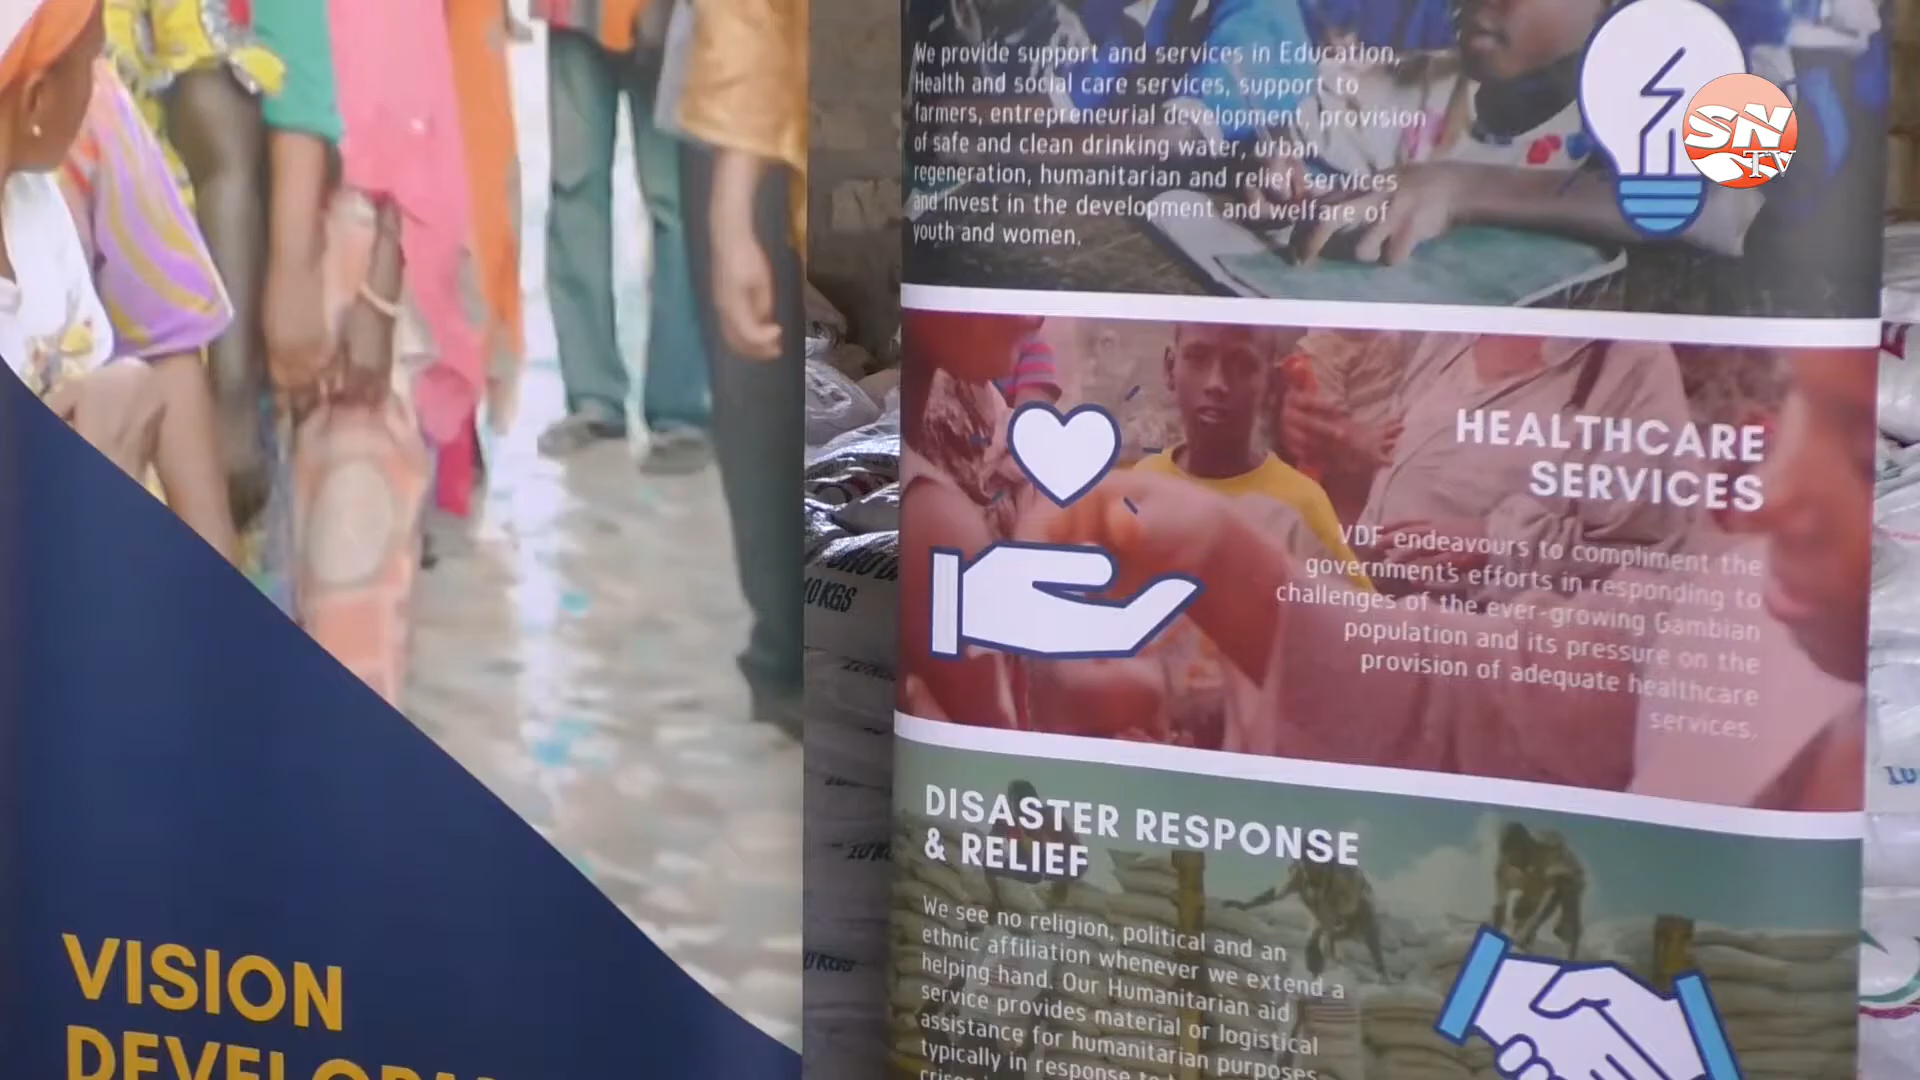 We provide support and services in Education,
Health and social care services, support to
farmers, entrepreneurial development, provision
of safe and clean drinking water, urban
regeneration, humanitarian and relief services
and invest in the development and welfare of
youth and women.
SN TV
HEALTHCARE
SERVICES
VDF endeavours to compliment the
government's efforts in responding to
challenges of the ever-growing Gambian
population and its pressure on the
provision of adequate healthcare
services.
DISASTER RESPONSE
& RELIEF
We see no religion, political and an
ethnic affiliation whenever we extend a
helping hand. Our Humanitarian aid
service provides material or logistical
assistance for humanitarian purposes,
typically in response to
VISION
10 KGS